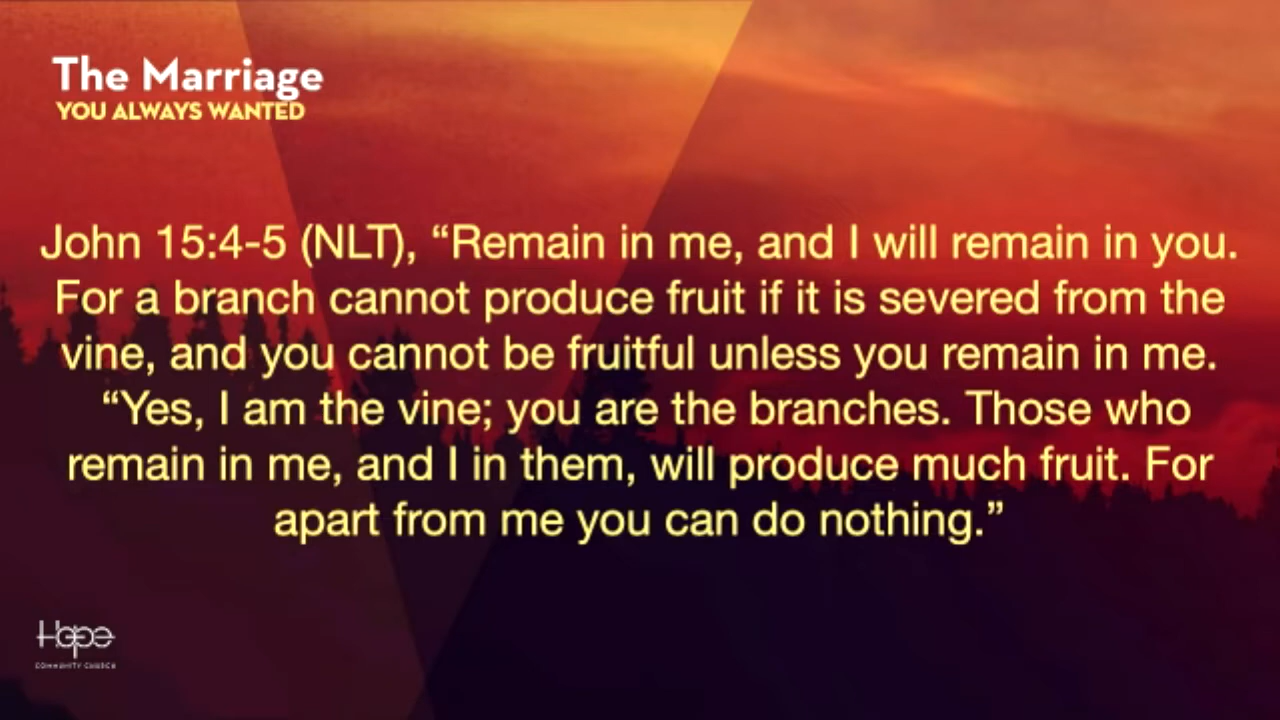 The Marriage
YOU ALWAYS WANTED
John 15:4-5 (NLT), “Remain in me, and I will remain in you.
For a branch cannot produce fruit if it is severed from the
vine, and you cannot be fruitful unless you remain in me.
“Yes, I am the vine; you are the branches. Those who
remain in me, and I in them, will produce much fruit. For
apart from me you can do nothing.”
Hope
COMMUNITY CHURCH